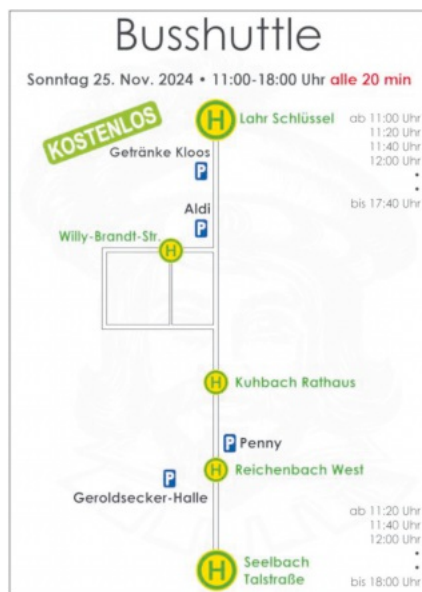 Busshuttle
Sonntag 25. Nov. 2024 • 11:00-18:00 Uhr alle 20 min
KOSTENLOS
H Lahr Schlüssel
ab 11:00 Uhr
11:20 Uhr
11:40 Uhr
12:00 Uhr
•
•
bis 17:40 Uhr
Getränke Kloos
P
Aldi
P
Willy-Brandt-Str. H
H Kuhbach Rathaus
P Penny
H Reichenbach West
P
Geroldsecker-Halle
ab 11:20 Uhr
11:40 Uhr
12:00 Uhr
•
•
bis 18:00 Uhr
H Seelbach
Talstraße